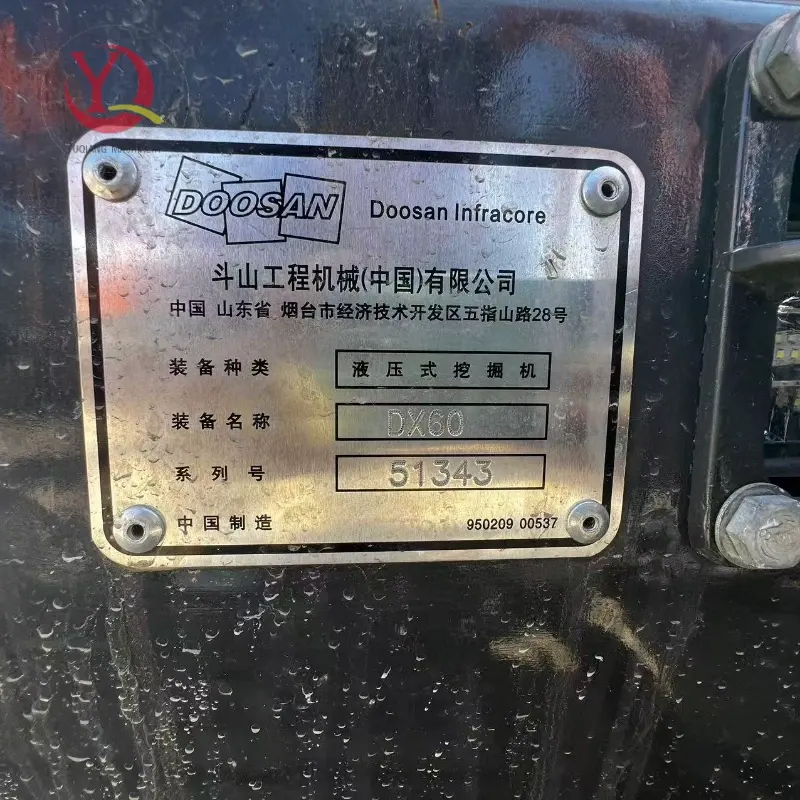 DOOSAN Doosan Infracore
斗山工程机械(中国)有限公司
中国 山东省 烟台市经济技术开发区五指山路28号
装备种类 液压式挖掘机
装备名称 DX60
系列号 51343
中国制造 950209 00537